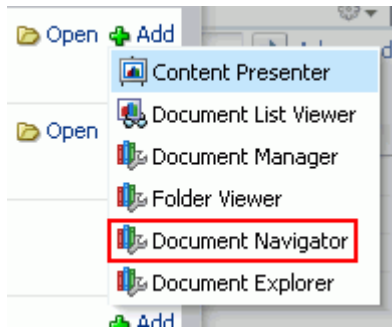 Open Add
Content Presenter
Document List Viewer
Open
Document Manager
Folder Viewer
Document Navigator
Document Explorer
Add